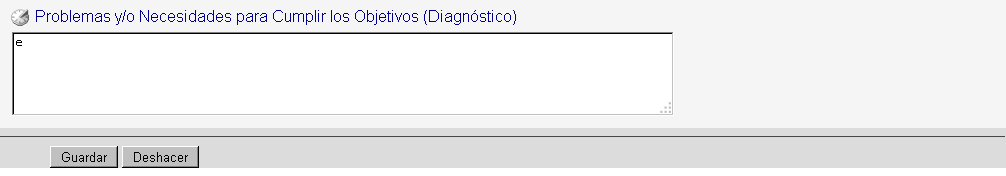 Problemas y/o Necesidades para Cumplir los Objetivos (Diagnóstico)
e
Guardar Deshacer